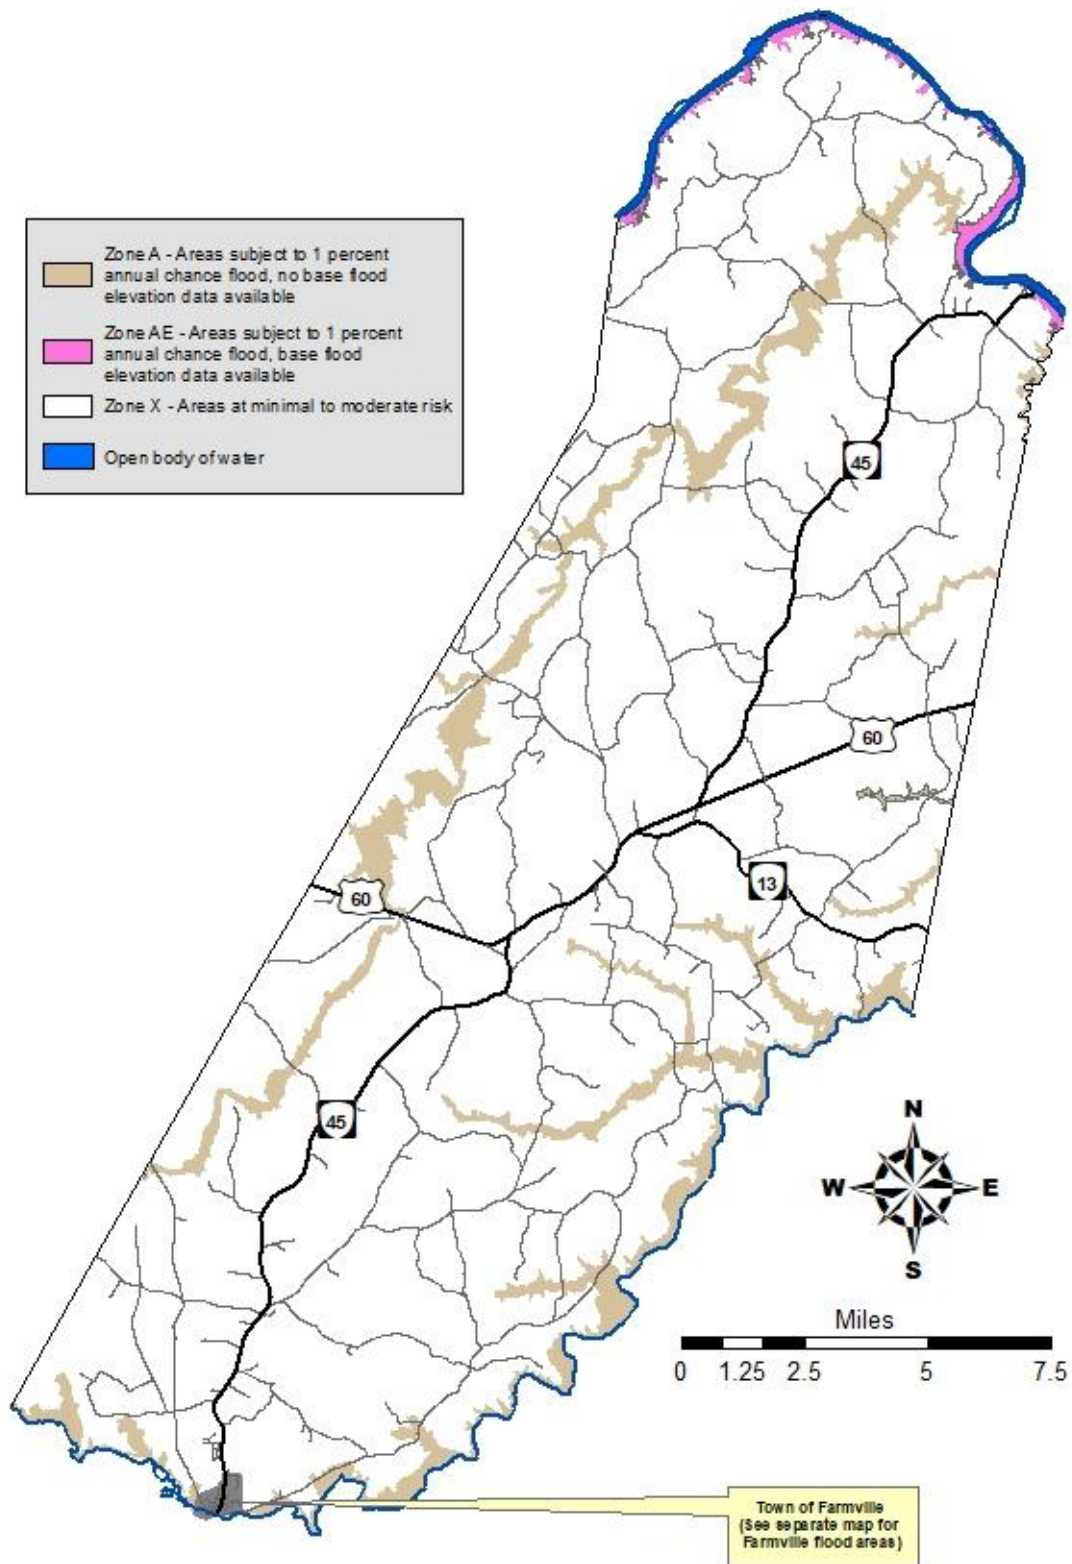 Zone A - Areas subject to 1 percent
annual chance flood, no base flood
elevation data available
Zone AE - Areas subject to 1 percent
annual chance flood, base flood
elevation data available
Zone X - Areas at minimal to moderate risk
Open body of water
45
60
13
60
45
N
W
E
S
Miles
0 1.25 2.5 5 7.5
Town of Farmville
(See separate map for
Farmville flood areas)